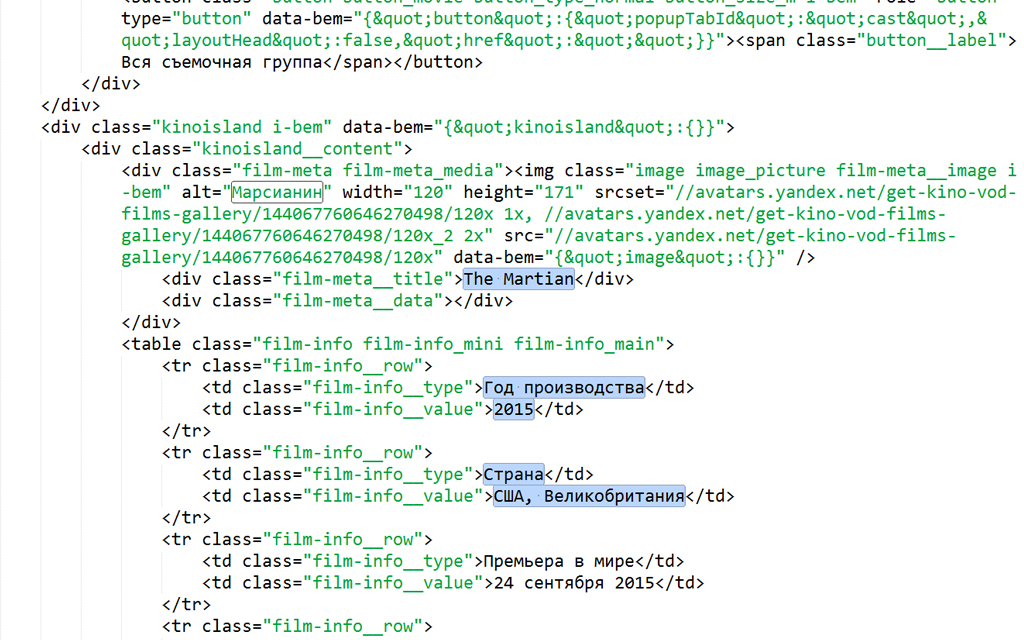 <button class="button button_movie button_type_normal button_size_m i-bem" role="button"
type="button" data-bem="{&quot;button&quot;:{&quot;popupTabId&quot;:&quot;cast&quot;,&
quot;layoutHead&quot;:false,&quot;href&quot;:&quot;&quot;}}"><span class="button__label">
Вся съемочная группа</span></button>
</div>
</div>
<div class="kinoisland i-bem" data-bem="{&quot;kinoisland&quot;:{}}">
<div class="kinoisland__content">
<div class="film-meta film-meta_media"><img class="image image_picture film-meta__image i
-bem" alt="Марсианин" width="120" height="171" srcset="//avatars.yandex.net/get-kino-vod-
films-gallery/144067760646270498/120x 1x, //avatars.yandex.net/get-kino-vod-films-
gallery/144067760646270498/120x_2 2x" src="//avatars.yandex.net/get-kino-vod-films-
gallery/144067760646270498/120x" data-bem="{&quot;image&quot;:{}}" />
<div class="film-meta__title">The Martian</div>
<div class="film-meta__data"></div>
</div>
<table class="film-info film-info_mini film-info_main">
<tr class="film-info__row">
<td class="film-info__type">Год производства</td>
<td class="film-info__value">2015</td>
</tr>
<tr class="film-info__row">
<td class="film-info__type">Страна</td>
<td class="film-info__value">США, Великобритания</td>
</tr>
<tr class="film-info__row">
<td class="film-info__type">Премьера в мире</td>
<td class="film-info__value">24 сентября 2015</td>
</tr>
<tr class="film-info__row">